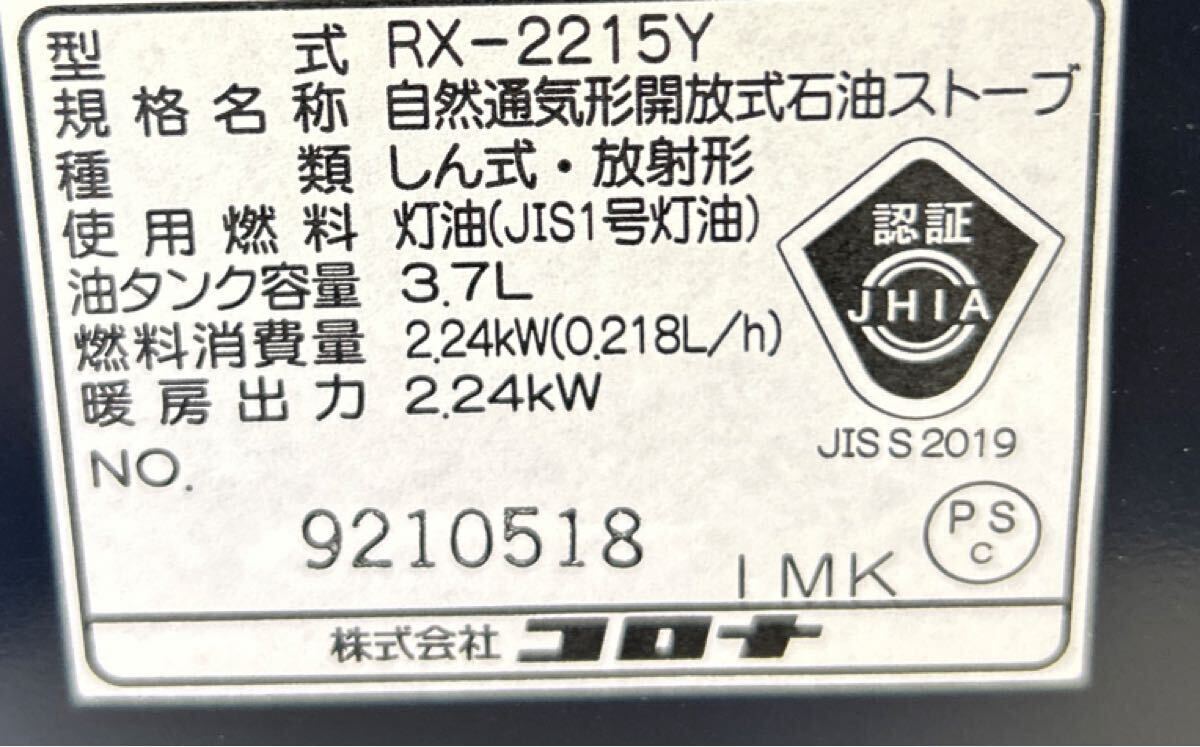 型式 RX-2215Y
規格名称 自然通気形開放式石油ストーブ
種類 しん式・放射形
使用燃料 灯油(JIS1号灯油)
油タンク容量 3.7L
燃料消費量 2.24kW(0.218L/h)
暖房出力 2.24kW
認証
JHIA
JIS S 2019
NO.
9210518
IMK
PS
C
株式会社 コロナ